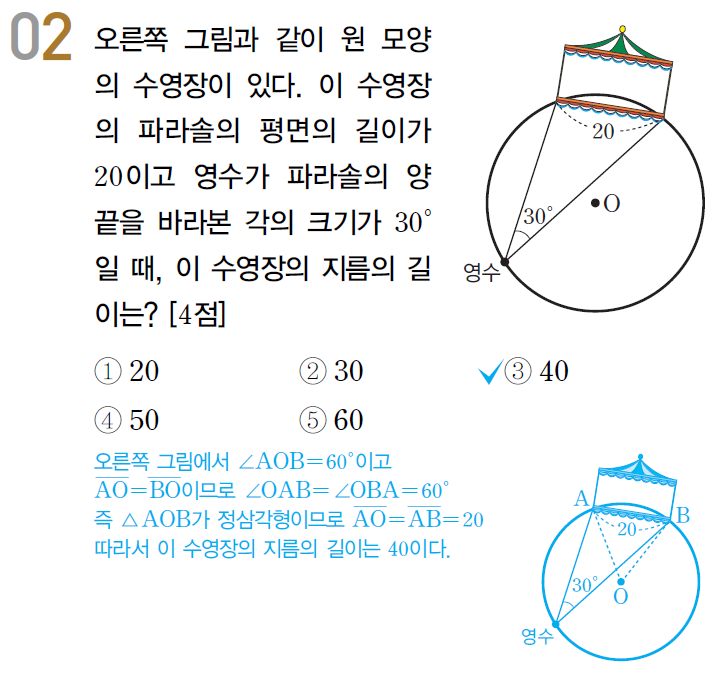 02
오른쪽 그림과 같이 원 모양
의 수영장이 있다. 이 수영장
의 파라솔의 평면의 길이가
20이고 영수가 파라솔의 양
끝을 바라본 각의 크기가 30°
일 때, 이 수영장의 지름의 길
이는? [4점]
20
30°
O
영수
① 20 ② 30 ③ 40
④ 50 ⑤ 60
오른쪽 그림에서 ∠AOB=60°이고
A̅O̅=B̅O̅이므로 ∠OAB=∠OBA=60°
즉 △AOB가 정삼각형이므로 A̅O̅=A̅B̅=20
따라서 이 수영장의 지름의 길이는 40이다.
A
B
20
30°
O
영수